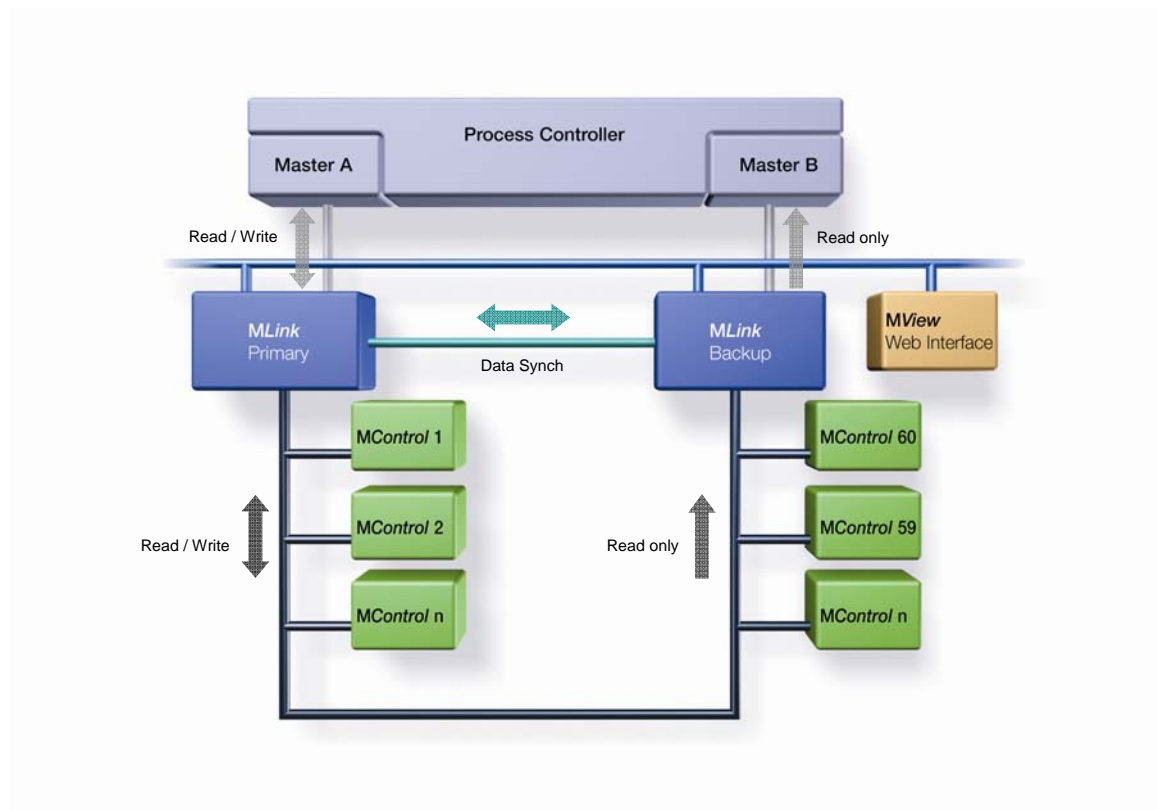 Process Controller
Master A
Master B
Read / Write
Read only
MLink
Primary
Data Synch
MLink
Backup
MView
Web Interface
MControl 1
MControl 60
MControl 2
MControl 59
Read / Write
Read only
MControl n
MControl n